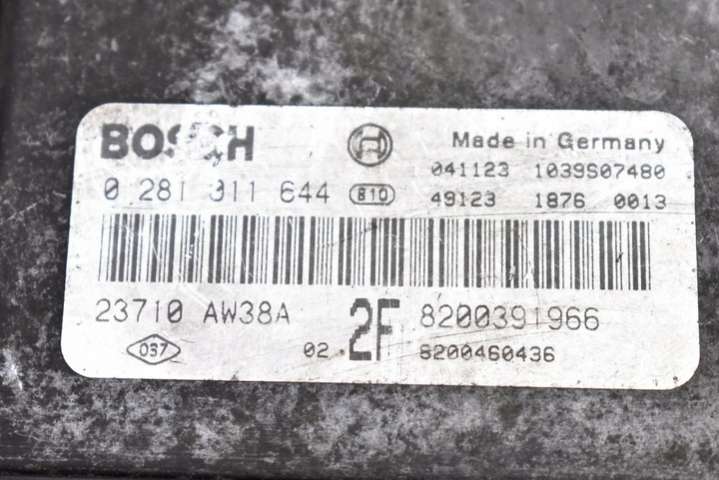 BOSCH Made in Germany
041123 1039S07480
0 281 011 644 810 49123 1876 0013
23710 AW38A 2F 8200391966
037 02. 8200460436